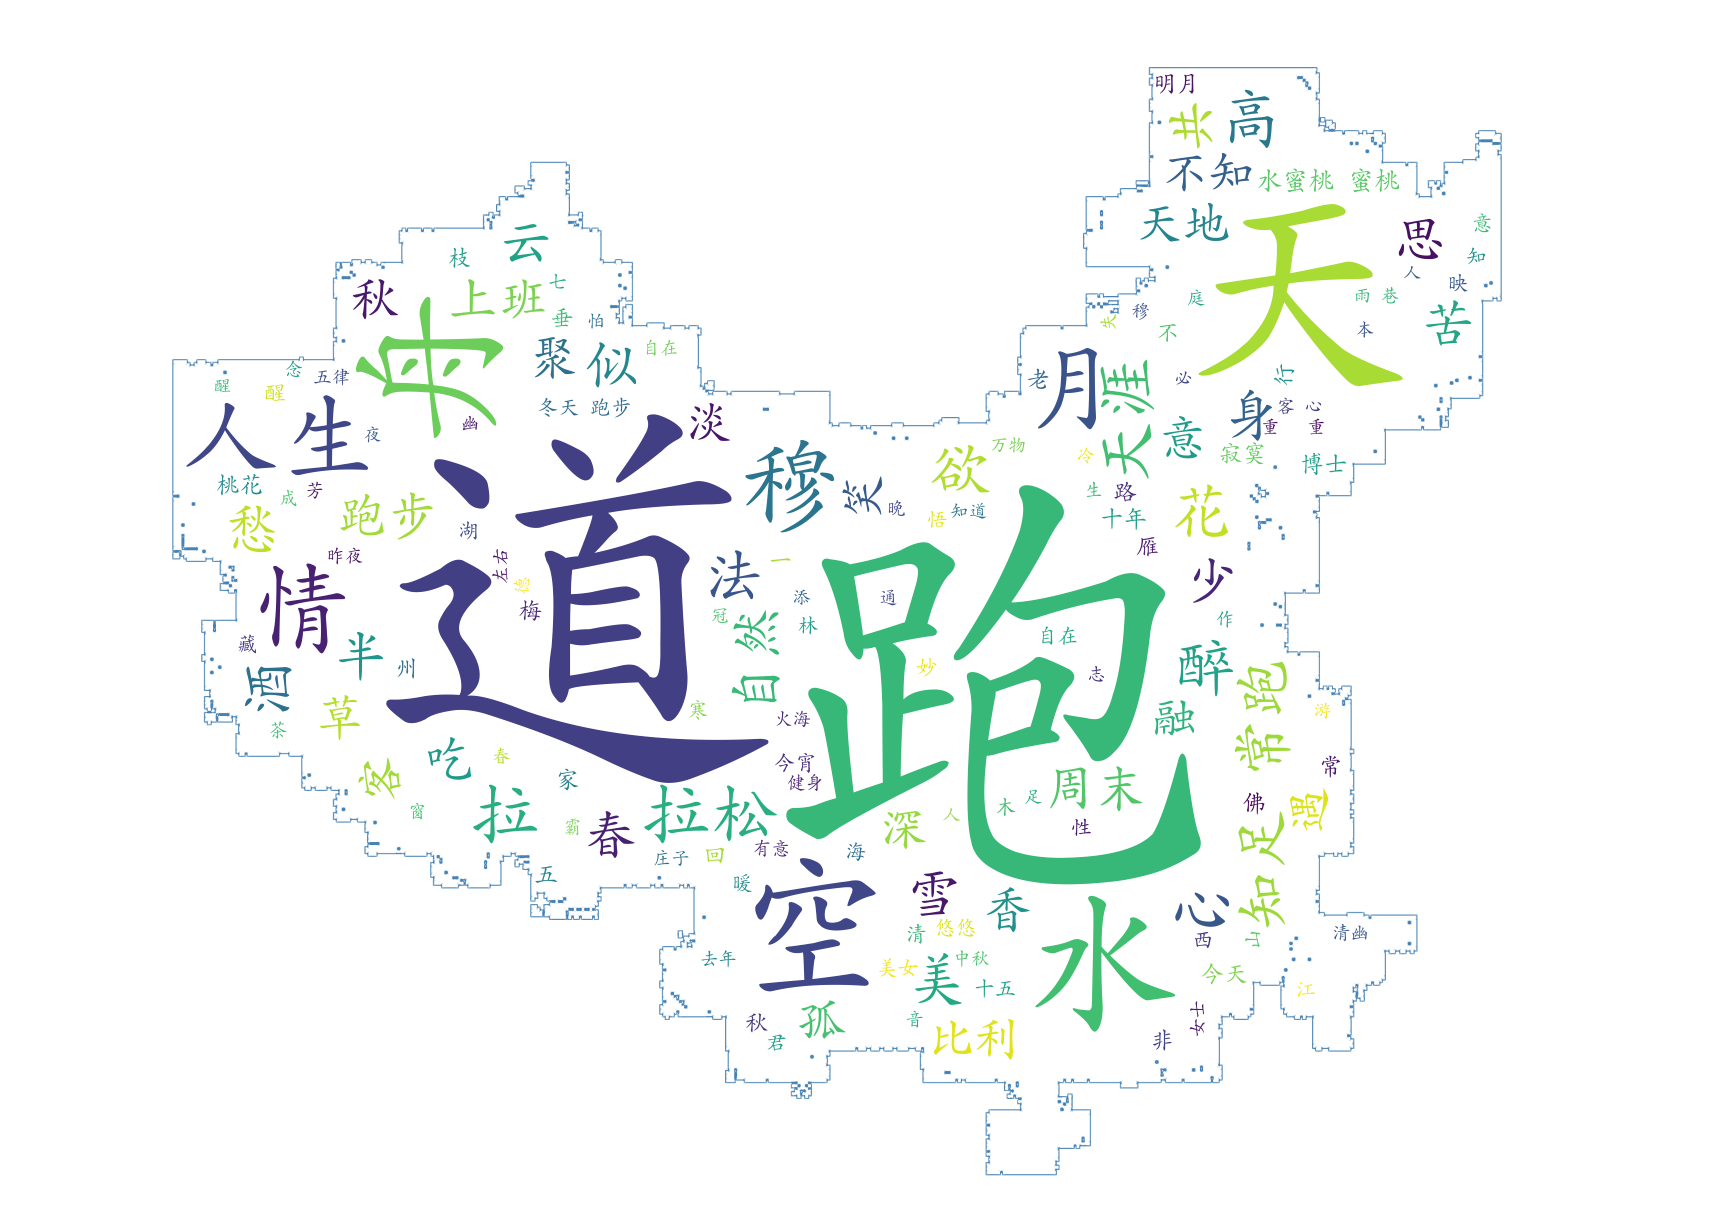 明月
共
高
不知
水蜜桃
蜜桃
天地
天
思
意
知
人
映
雨
巷
苦
本
庭
穆
失
不
枝
云
秋
上班
七
垂
怕
雨
聚
似
自在
冬天
跑步
念
五律
醒
醒
人生
夜
幽
淡
老
月
天涯
必
行
身
客
心
重
重
意
寂寞
博士
桃花
成
芳
愁
跑步
湖
道
穆
笑
晚
欲
万物
悟
知道
冷
生
路
十年
花
雁
昨夜
左右
情
梅
法
一
冠
添
林
自然
跑
通
自在
妙
志
少
作
藏
半
州
酒
茶
草
寒
火海
醉
融
知足常跑
游
常
遇
佛
客
吃
春
家
今宵
健身
窗
拉
霸
春
拉松
周末
足
木
人
性
深
庄子
回
有意
海
五
暖
空
雪
香
水
心
西
山
清幽
清
悠悠
去年
美女
美
中秋
十五
今天
江
秋
君
孤
音
比利
非
女士